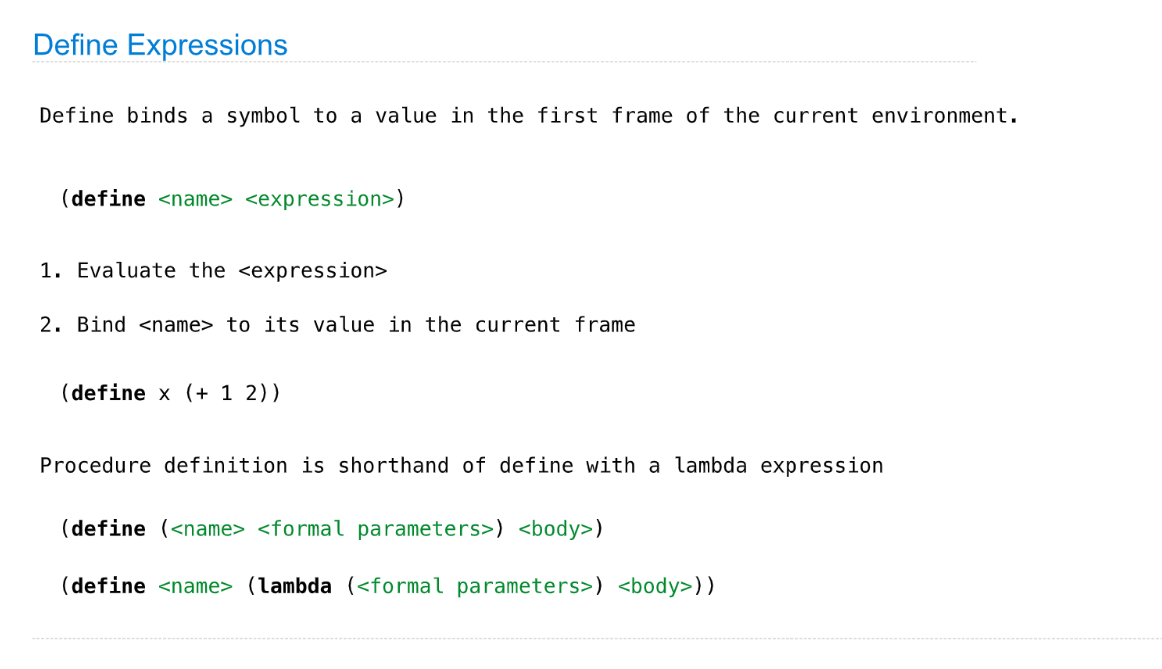 Define Expressions
Define binds a symbol to a value in the first frame of the current environment.
(define <name> <expression>)
1. Evaluate the <expression>
2. Bind <name> to its value in the current frame
(define x (+ 1 2))
Procedure definition is shorthand of define with a lambda expression
(define (<name> <formal parameters>) <body>)
(define <name> (lambda (<formal parameters>) <body>))